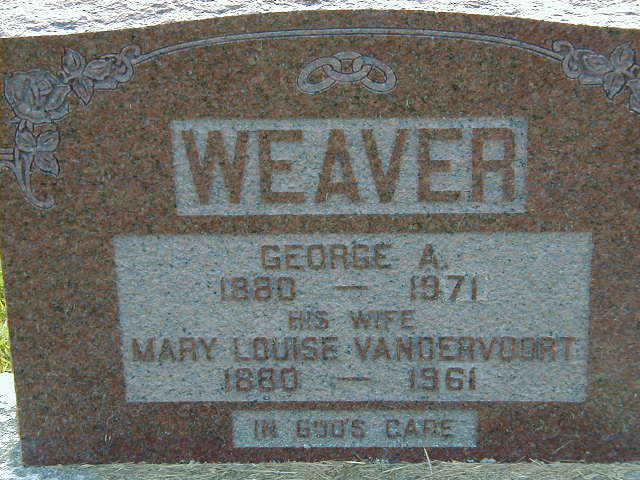 WEAVER
GEORGE A.
1880 — 1971
HIS WIFE
MARY LOUISE VANDERVOORT
1880 — 1961
IN GOD'S CARE